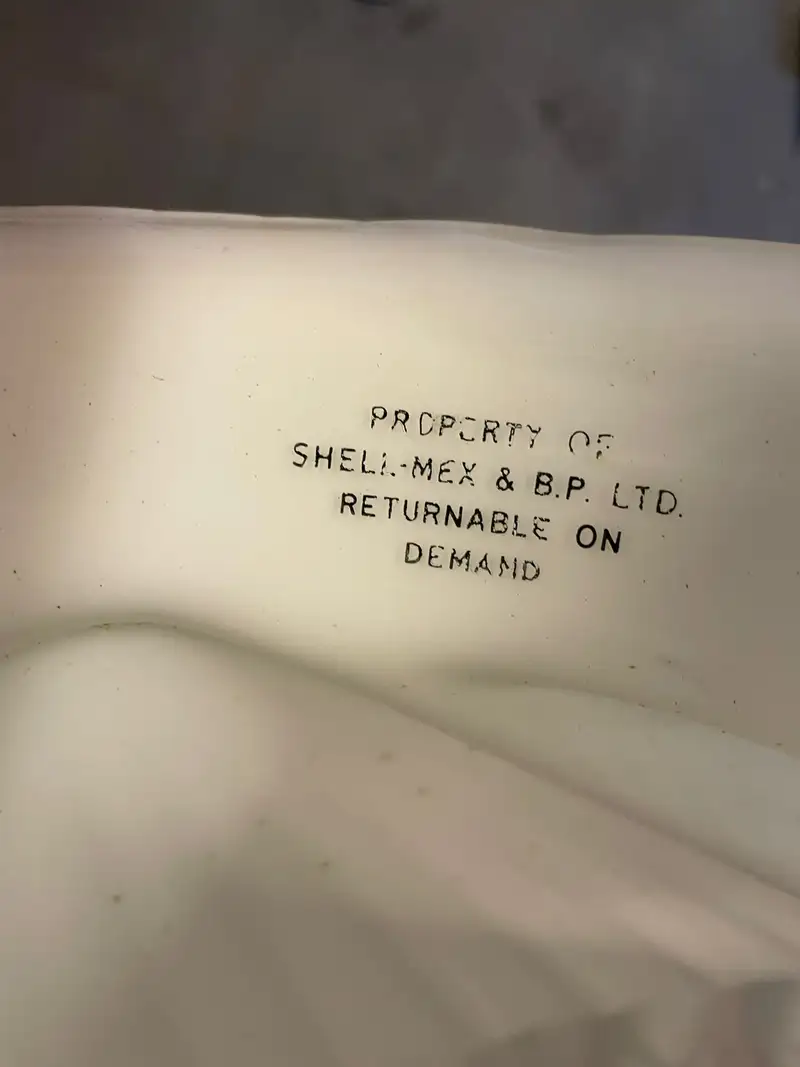 PROPERTY OF
SHELL-MEX & B.P. LTD.
RETURNABLE ON
DEMAND